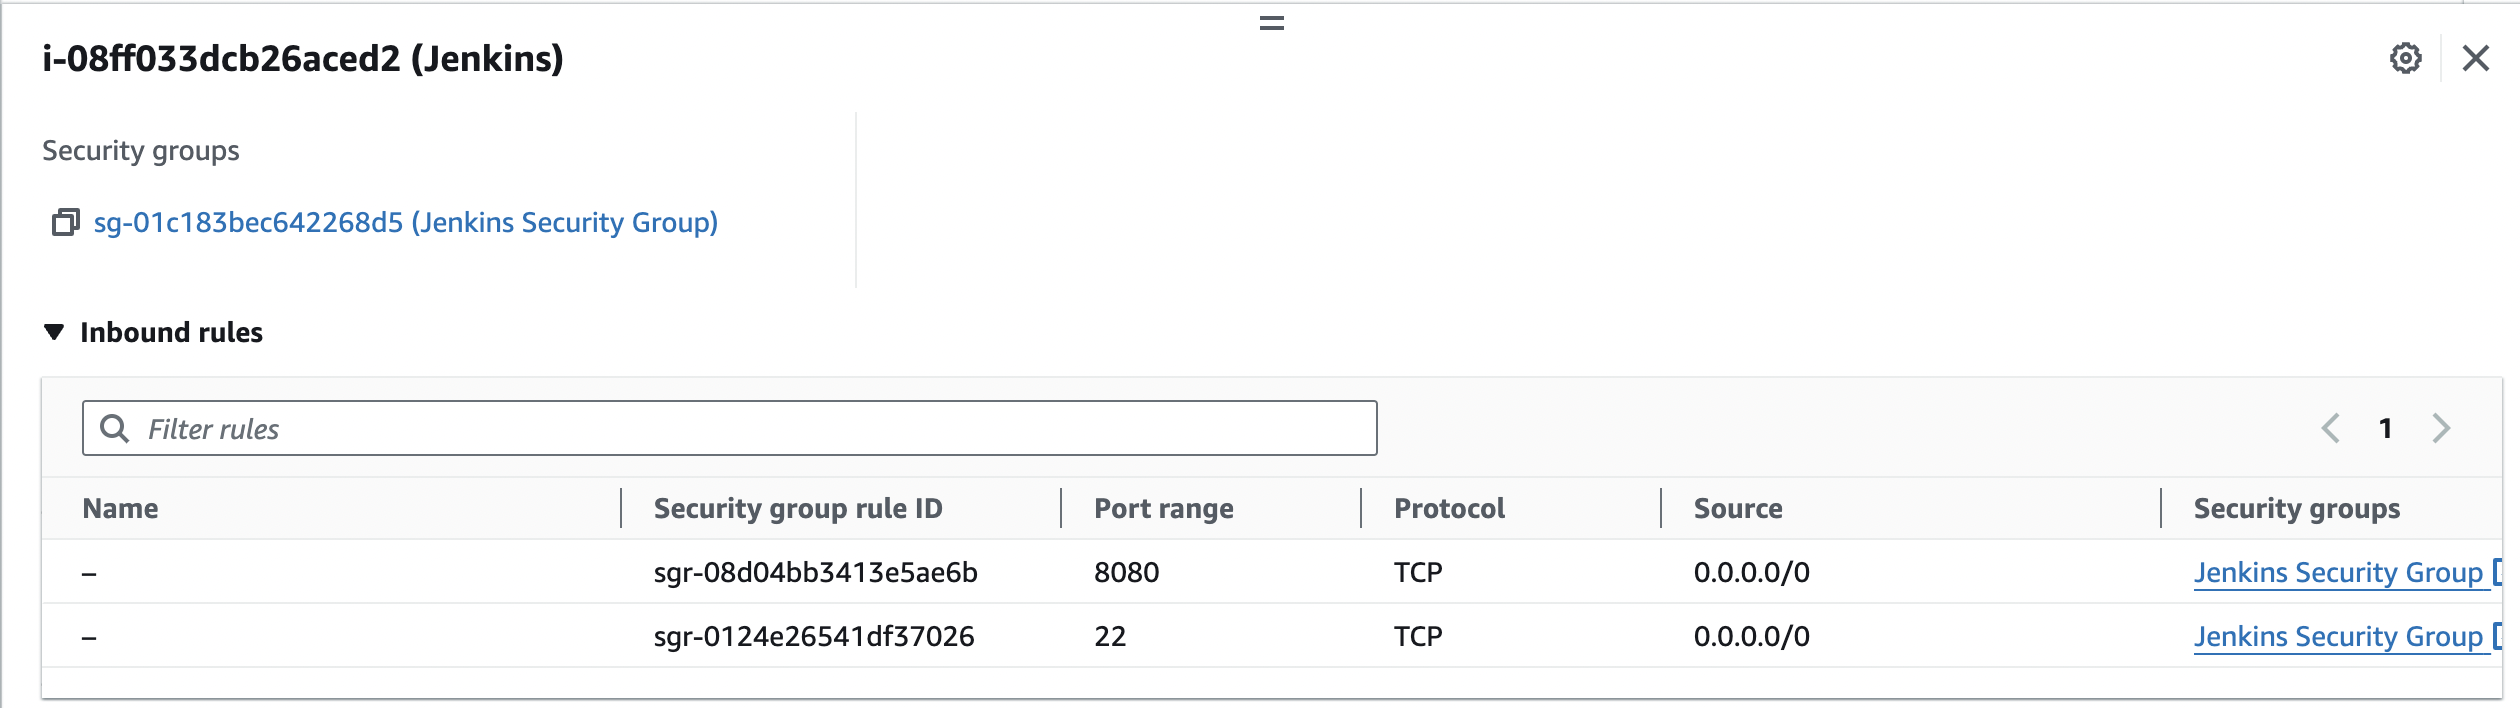 i-08ff033dcb26aced2 (Jenkins)
Security groups
sg-01c183bec642268d5 (Jenkins Security Group)
Inbound rules
Filter rules
1
Name Security group rule ID Port range Protocol Source Security groups
– sgr-08d04bb3413e5ae6b 8080 TCP 0.0.0.0/0 Jenkins Security Group
– sgr-0124e26541df37026 22 TCP 0.0.0.0/0 Jenkins Security Group